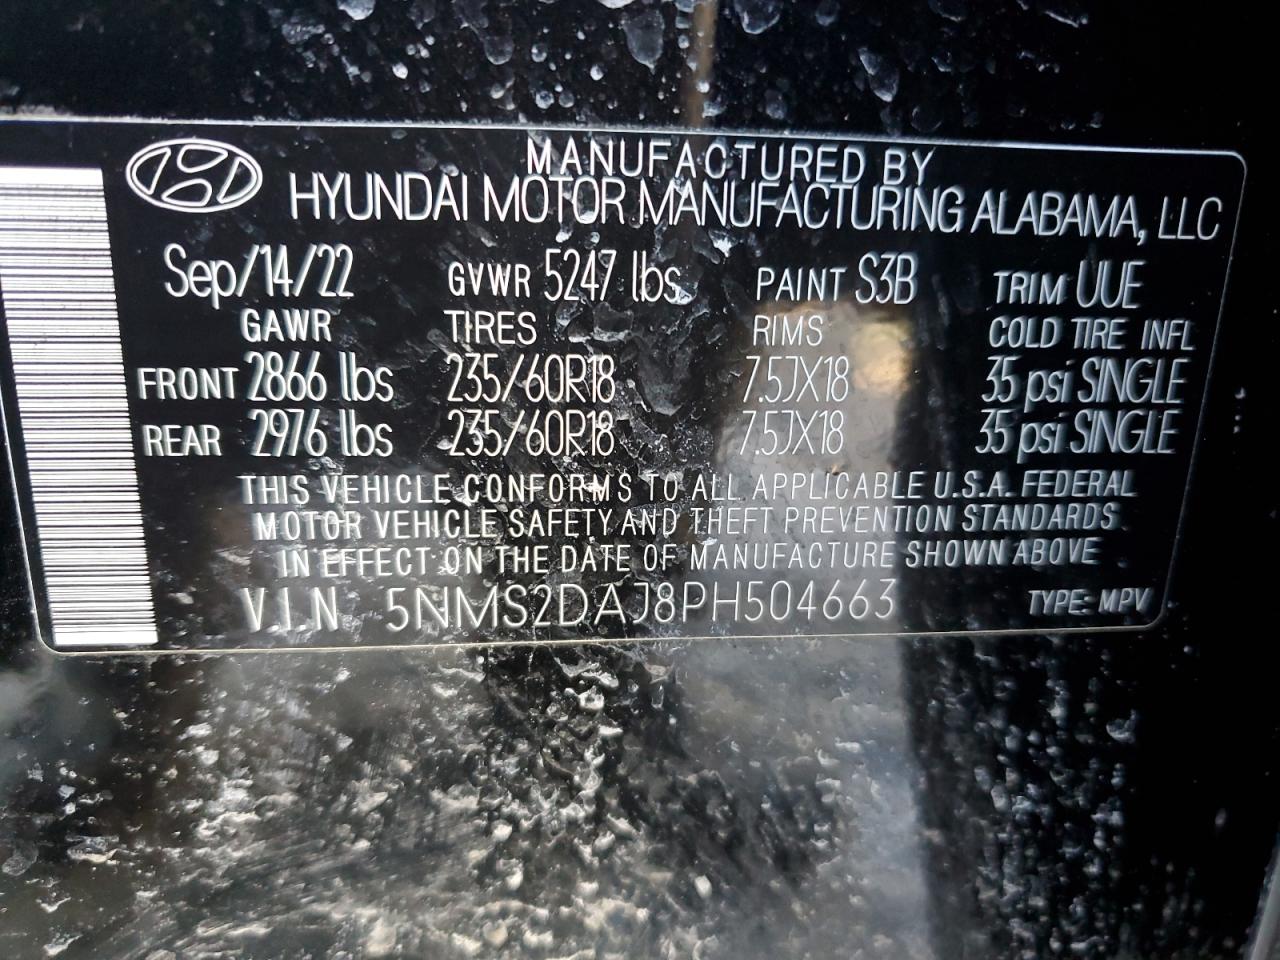 MANUFACTURED BY
HYUNDAI MOTOR MANUFACTURING ALABAMA, LLC
Sep/14/22 GVWR 5247 lbs PAINT S3B TRIM UUE
GAWR TIRES RIMS COLD TIRE INFL
FRONT 2866 lbs 235/60R18 7.5JX18 35 psi SINGLE
REAR 2976 lbs 235/60R18 7.5JX18 35 psi SINGLE
THIS VEHICLE CONFORMS TO ALL APPLICABLE U.S.A. FEDERAL
MOTOR VEHICLE SAFETY AND THEFT PREVENTION STANDARDS
IN EFFECT ON THE DATE OF MANUFACTURE SHOWN ABOVE
V.I.N 5NMS2DAJ8PH504663 TYPE: MPV